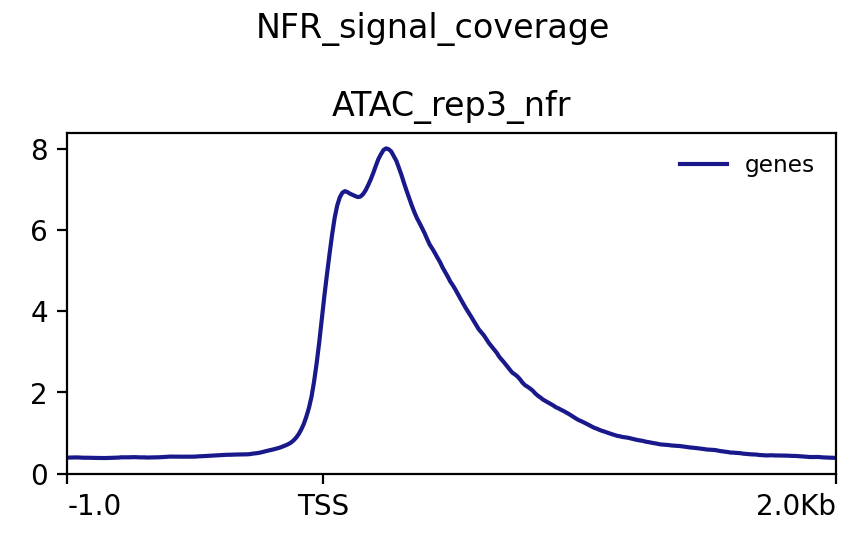 NFR_signal_coverage
ATAC_rep3_nfr
genes
8
6
4
2
0
-1.0 TSS 2.0Kb